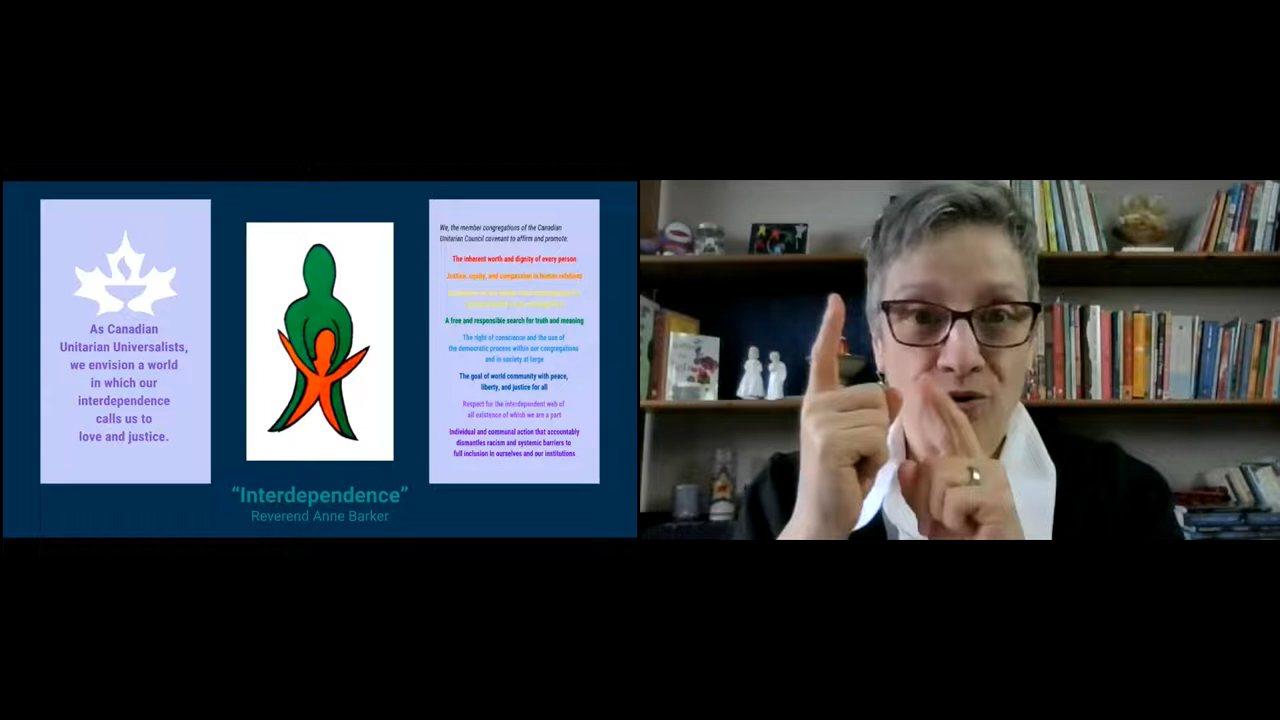 As Canadian
Unitarian Universalists,
we envision a world
in which our
interdependence
calls us to
love and justice.
We, the member congregations of the Canadian
Unitarian Council covenant to affirm and promote:
The inherent worth and dignity of every person
Justice, equity, and compassion in human relations
A free and responsible search for truth and meaning
The right of conscience and the use of
the democratic process within our congregations
and in society at large
The goal of world community with peace,
liberty, and justice for all
Respect for the interdependent web of
all existence of which we are a part
Individual and communal action that accountably
dismantles racism and systemic barriers to
full inclusion in ourselves and our institutions
“Interdependence”
Reverend Anne Barker